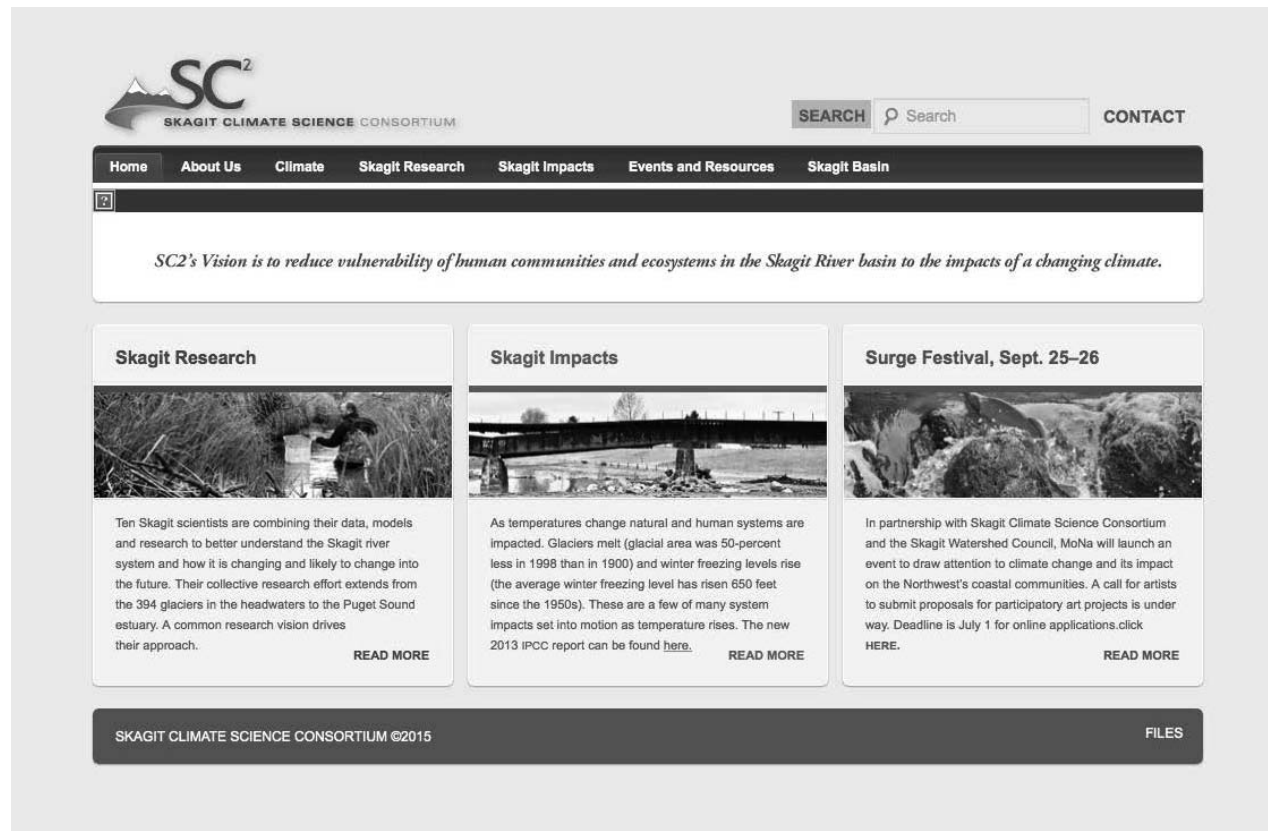 SC2
SKAGIT CLIMATE SCIENCE CONSORTIUM
SEARCH Search CONTACT
Home About Us Climate Skagit Research Skagit Impacts Events and Resources Skagit Basin
?
SC2's Vision is to reduce vulnerability of human communities and ecosystems in the Skagit River basin to the impacts of a changing climate.
Skagit Research
Ten Skagit scientists are combining their data, models
and research to better understand the Skagit river
system and how it is changing and likely to change into
the future. Their collective research effort extends from
the 394 glaciers in the headwaters to the Puget Sound
estuary. A common research vision drives
their approach.
READ MORE
Skagit Impacts
As temperatures change natural and human systems are
impacted. Glaciers melt (glacial area was 50-percent
less in 1998 than in 1900) and winter freezing levels rise
(the average winter freezing level has risen 650 feet
since the 1950s). These are a few of many system
impacts set into motion as temperature rises. The new
2013 IPCC report can be found here.
READ MORE
Surge Festival, Sept. 25–26
In partnership with Skagit Climate Science Consortium
and the Skagit Watershed Council, MoNa will launch an
event to draw attention to climate change and its impact
on the Northwest's coastal communities. A call for artists
to submit proposals for participatory art projects is under
way. Deadline is July 1 for online applications.click
HERE.
READ MORE
SKAGIT CLIMATE SCIENCE CONSORTIUM ©2015
FILES